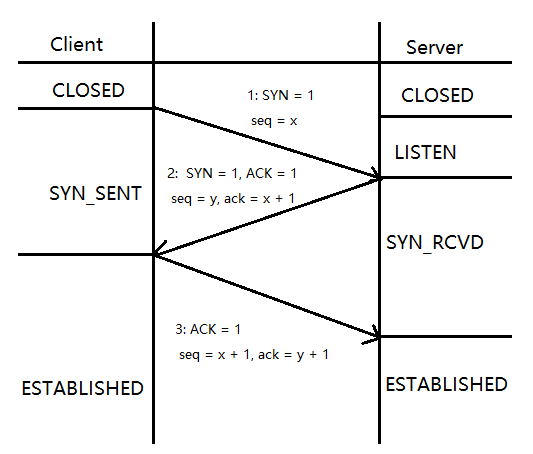 Client
Server
CLOSED
CLOSED
1: SYN = 1
seq = x
LISTEN
2:  SYN = 1, ACK = 1
seq = y, ack = x + 1
SYN_SENT
SYN_RCVD
3: ACK = 1
seq = x + 1, ack = y + 1
ESTABLISHED
ESTABLISHED